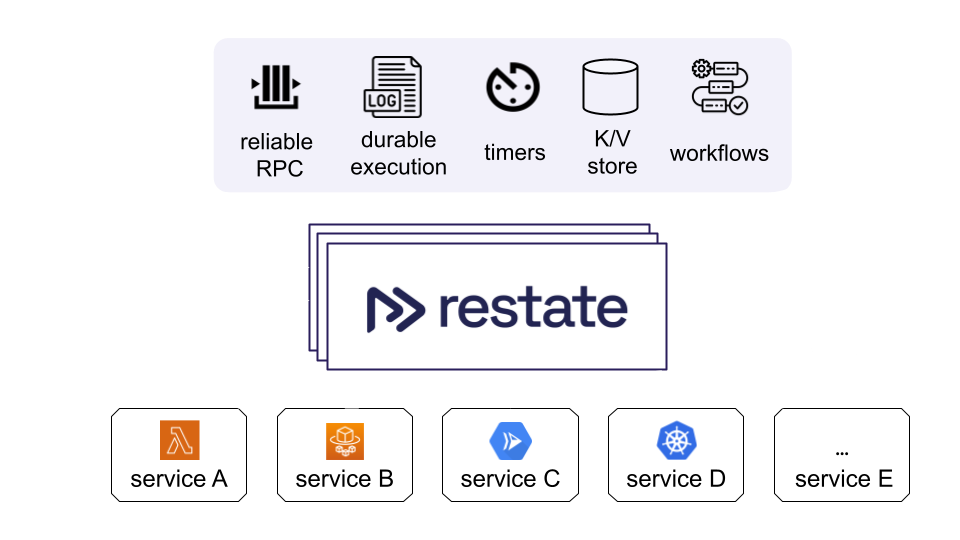 reliable
RPC
LOG
durable
execution
timers
K/V
store
workflows
restate
service A
service B
service C
service D
...
service E